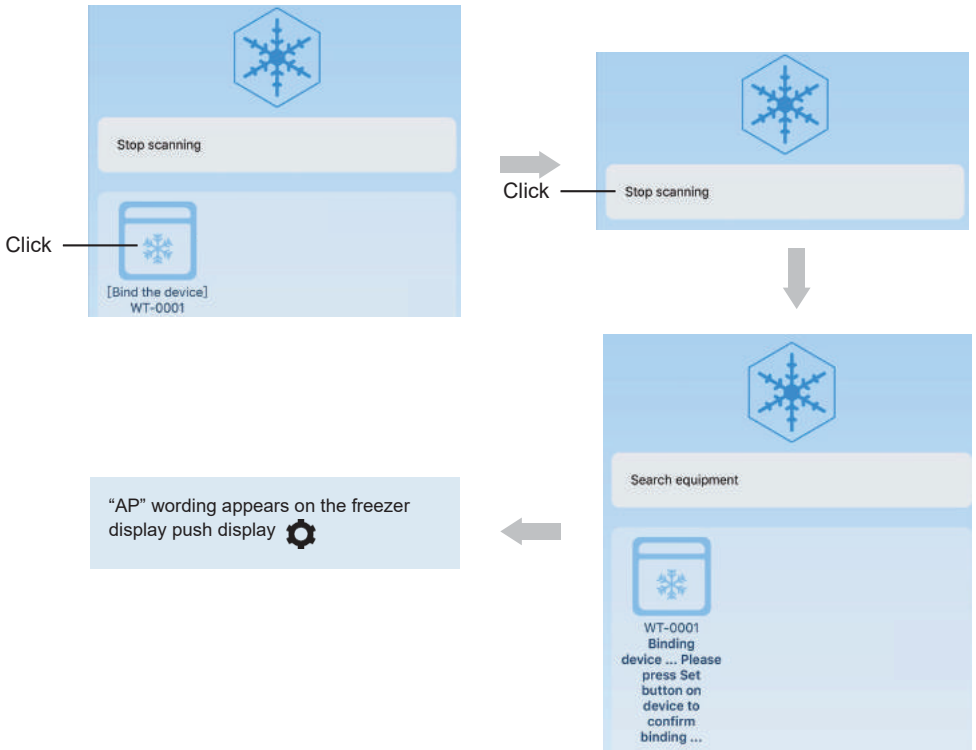 Stop scanning
Click
[Bind the device]
WT-0001
Click
Stop scanning
Search equipment
WT-0001
Binding
device ... Please
press Set
button on
device to
confirm
binding ...
“AP” wording appears on the freezer
display push display